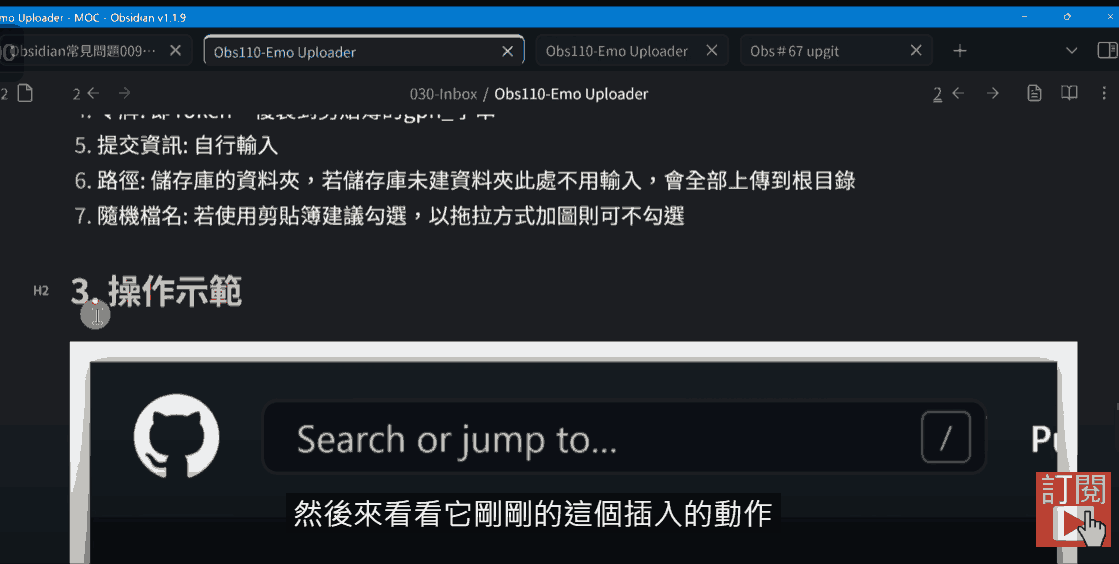 mo Uploader - MOC - Obsidian v1.1.9
Obsidian常見問題009…
Obs110-Emo Uploader
Obs110-Emo Uploader
Obs＃67 upgit
2
2
030-Inbox / Obs110-Emo Uploader
2
5. 提交資訊: 自行輸入
6. 路徑: 儲存庫的資料夾，若儲存庫未建資料夾此處不用輸入，會全部上傳到根目錄
7. 隨機檔名: 若使用剪貼簿建議勾選，以拖拉方式加圖則可不勾選
H2
3. 操作示範
Search or jump to...
/
然後來看看它剛剛的這個插入的動作
訂閱